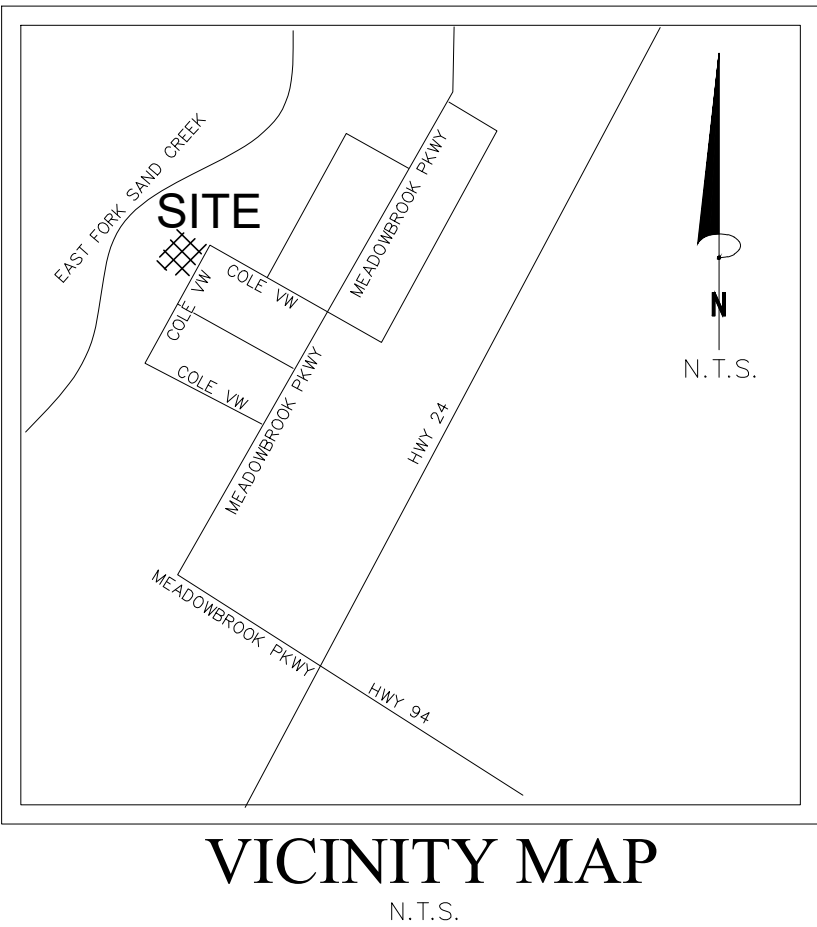 EAST FORK SAND CREEK
SITE
MEADOWBROOK PKWY
COLE VW
COLE VW
N
N.T.S.
COLE VW
MEADOWBROOK PKWY
HWY 24
MEADOWBROOK PKWY
HWY 94
VICINITY MAP
N.T.S.